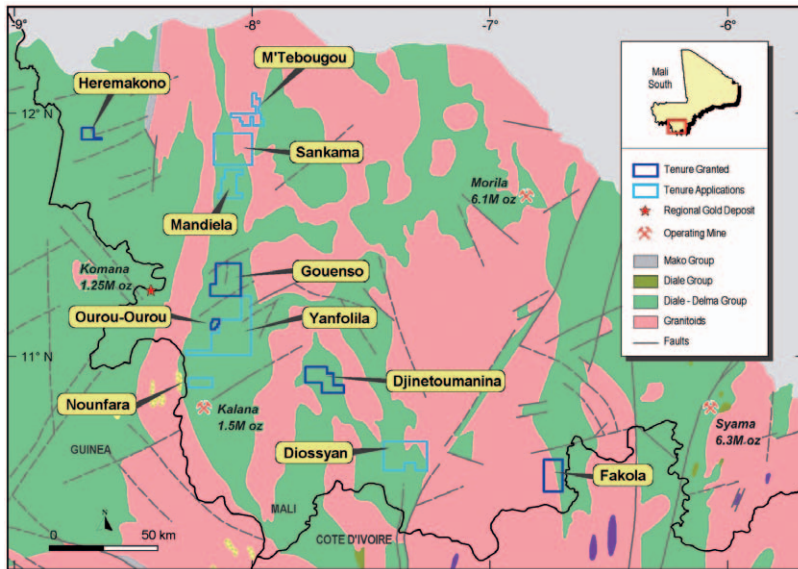 -9°
-8°
-7°
-6°
M'Tebougou
Heremakono
12° N
Sankama
Mandiela
Morila
6.1M oz
Gouenso
Komana
1.25M oz
Ourou-Ourou
Yanfolila
11° N
Djinetoumanina
Nounfara
Kalana
1.5M oz
Syama
6.3M oz
Diossyan
GUINEA
Fakola
MALI
COTE D'IVOIRE
N
0
50 km
Mali
South
Tenure Granted
Tenure Applications
Regional Gold Deposit
Operating Mine
Mako Group
Diale Group
Diale - Delma Group
Granitoids
Faults